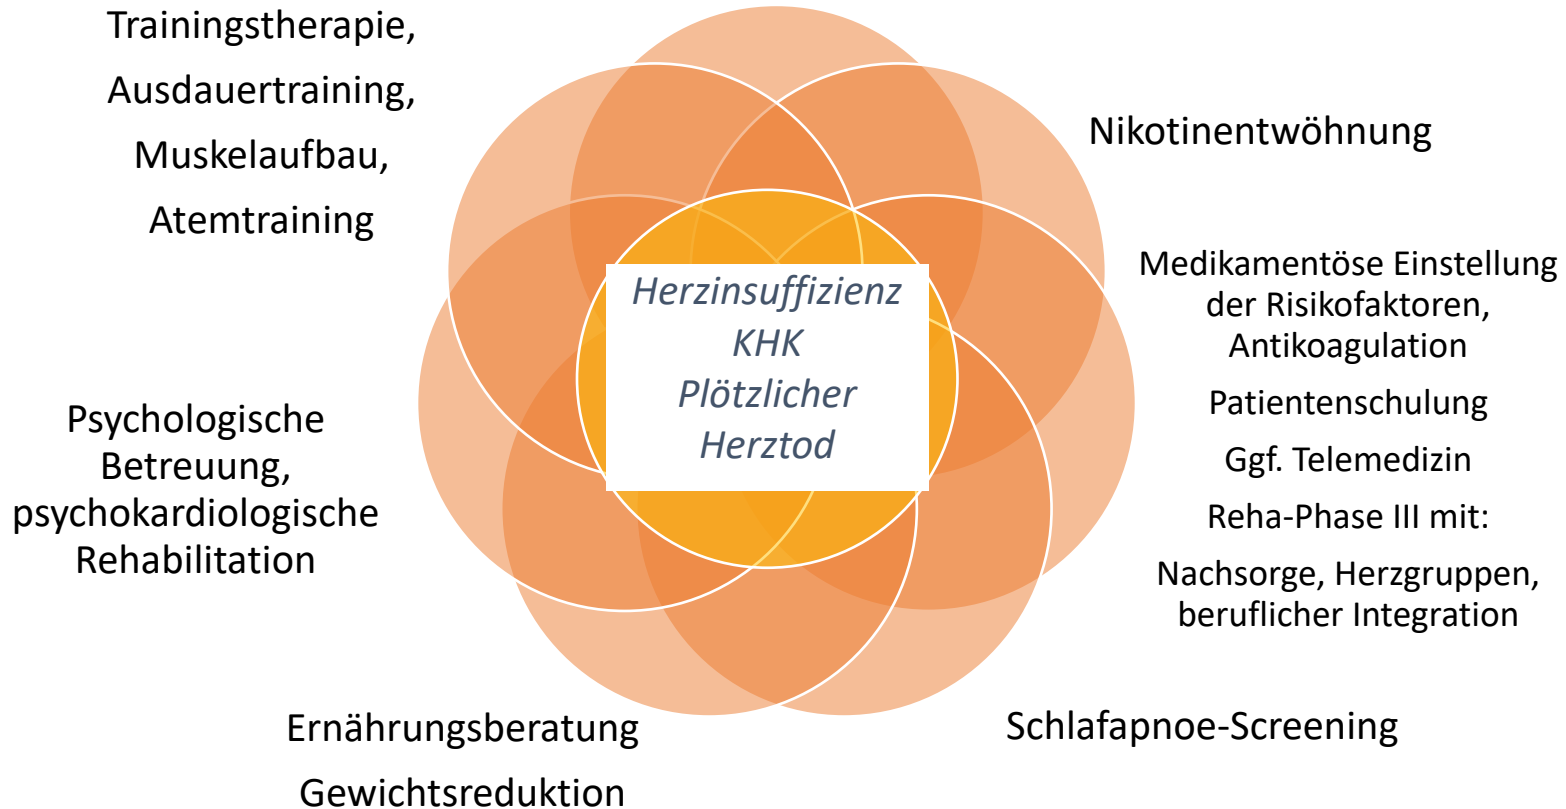 Trainingstherapie,
Ausdauertraining,
Muskelaufbau,
Atemtraining
Nikotinentwöhnung
Herzinsuffizienz
KHK
Plötzlicher
Herztod
Medikamentöse Einstellung
der Risikofaktoren,
Antikoagulation
Patientenschulung
Ggf. Telemedizin
Reha-Phase III mit:
Nachsorge, Herzgruppen,
beruflicher Integration
Psychologische
Betreuung,
psychokardiologische
Rehabilitation
Ernährungsberatung
Gewichtsreduktion
Schlafapnoe-Screening